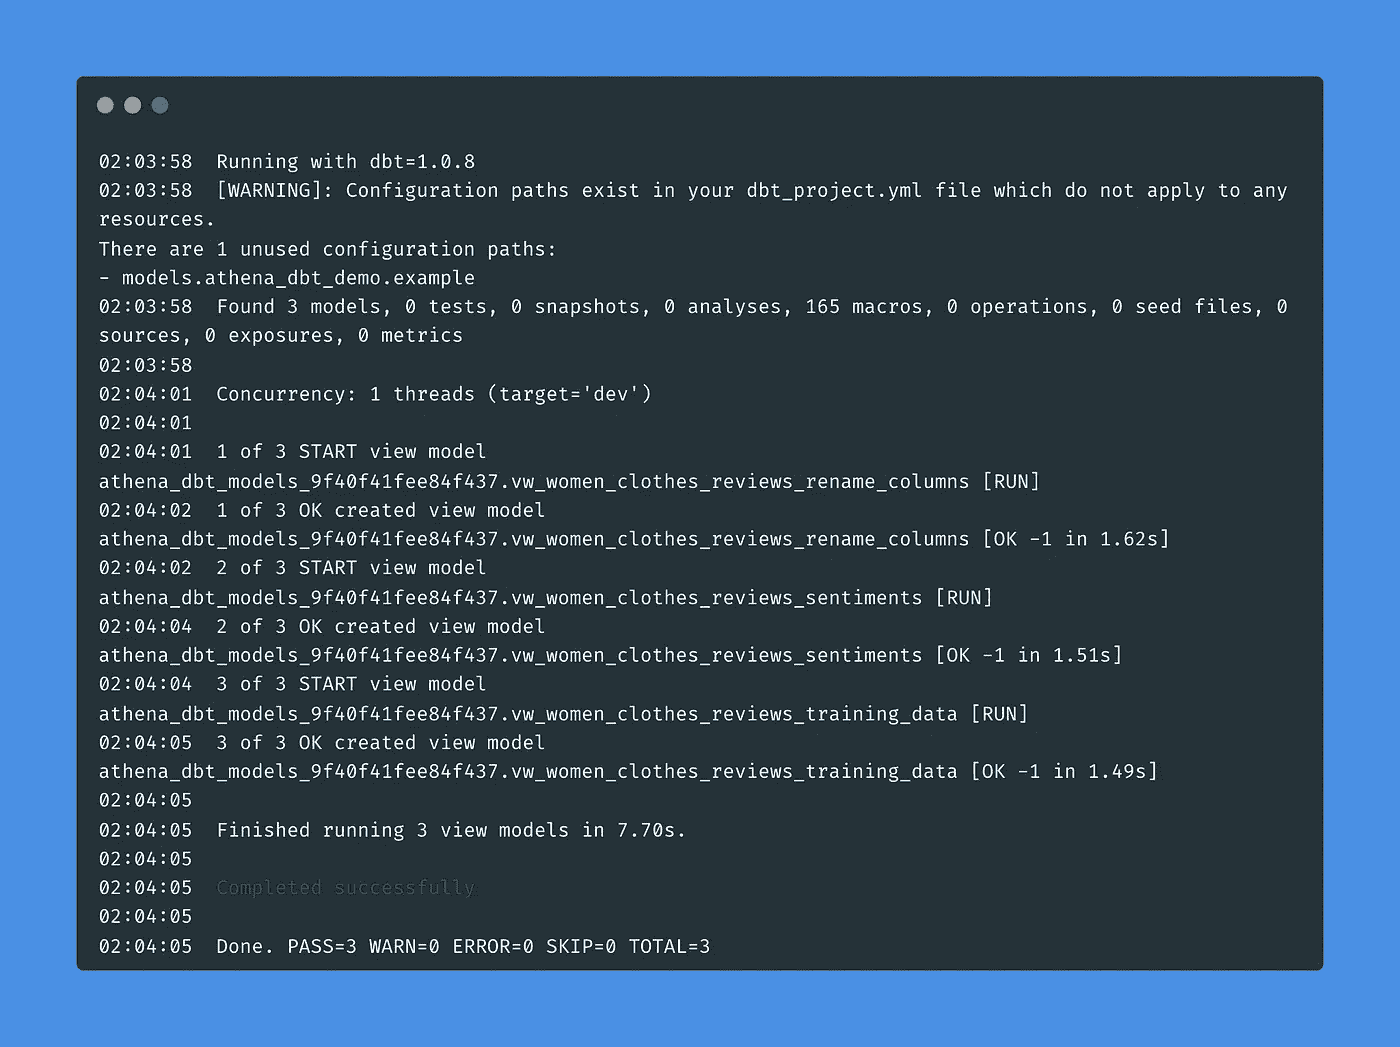 02:03:58  Running with dbt=1.0.8
02:03:58  [WARNING]: Configuration paths exist in your dbt_project.yml file which do not apply to any
resources.
There are 1 unused configuration paths:
- models.athena_dbt_demo.example
02:03:58  Found 3 models, 0 tests, 0 snapshots, 0 analyses, 165 macros, 0 operations, 0 seed files, 0
sources, 0 exposures, 0 metrics
02:03:58
02:04:01  Concurrency: 1 threads (target='dev')
02:04:01
02:04:01  1 of 3 START view model
athena_dbt_models_9f40f41fee84f437.vw_women_clothes_reviews_rename_columns [RUN]
02:04:02  1 of 3 OK created view model
athena_dbt_models_9f40f41fee84f437.vw_women_clothes_reviews_rename_columns [OK -1 in 1.62s]
02:04:02  2 of 3 START view model
athena_dbt_models_9f40f41fee84f437.vw_women_clothes_reviews_sentiments [RUN]
02:04:04  2 of 3 OK created view model
athena_dbt_models_9f40f41fee84f437.vw_women_clothes_reviews_sentiments [OK -1 in 1.51s]
02:04:04  3 of 3 START view model
athena_dbt_models_9f40f41fee84f437.vw_women_clothes_reviews_training_data [RUN]
02:04:05  3 of 3 OK created view model
athena_dbt_models_9f40f41fee84f437.vw_women_clothes_reviews_training_data [OK -1 in 1.49s]
02:04:05
02:04:05  Finished running 3 view models in 7.70s.
02:04:05
02:04:05  Completed successfully
02:04:05
02:04:05  Done. PASS=3 WARN=0 ERROR=0 SKIP=0 TOTAL=3